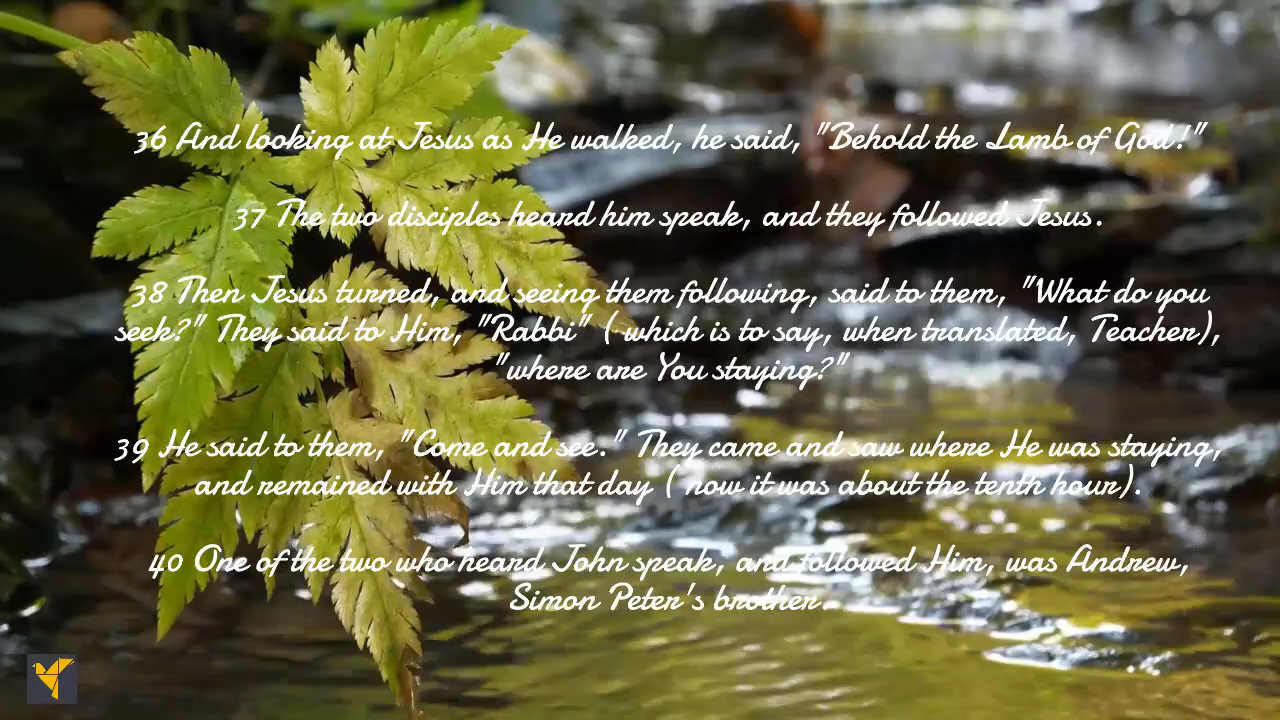 36 And looking at Jesus as He walked, he said, "Behold the Lamb of God!"
37 The two disciples heard him speak, and they followed Jesus.
38 Then Jesus turned, and seeing them following, said to them, "What do you
seek?" They said to Him, "Rabbi" ( which is to say, when translated, Teacher),
"where are You staying?"
39 He said to them, "Come and see." They came and saw where He was staying,
and remained with Him that day ( now it was about the tenth hour).
40 One of the two who heard John speak, and followed Him, was Andrew,
Simon Peter's brother.